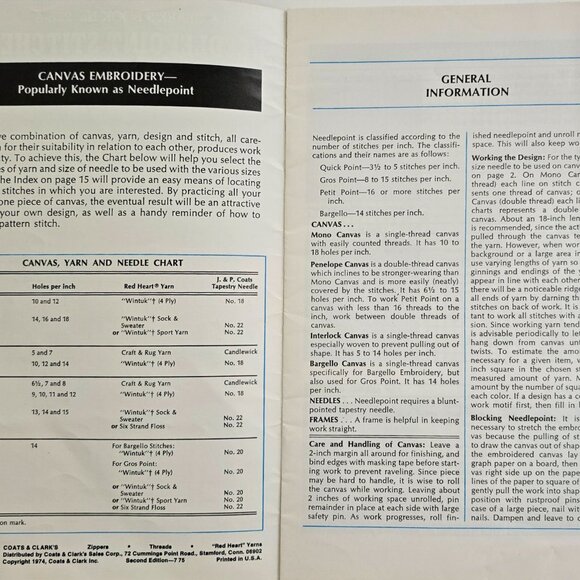 CANVAS EMBROIDERY—
Popularly Known as Needlepoint
ve combination of canvas, yarn, design and stitch, all care-
n for their suitability in relation to each other, produces work
ty. To achieve this, the Chart below will help you select the
es of yarn and size of needle to be used with the various sizes
he Index on page 15 will provide an easy means of locating
stitches in which you are interested. By practicing all your
one piece of canvas, the eventual result will be an attractive
your own design, as well as a handy reminder of how to
pattern stitch.
CANVAS, YARN AND NEEDLE CHART
Holes per inch Red Heart® Yarn J. & P. Coats Tapestry Needle
10 and 12 "Wintuk"† (4 Ply) No. 18
14, 16 and 18 "Wintuk"† Sock &
Sweater No. 22
or "Wintuk"† Sport Yarn No. 22
5 and 7 Craft & Rug Yarn Candlewick
10, 12 and 14 "Wintuk"† (4 Ply) No. 18
6½, 7 and 8 Craft & Rug Yarn Candlewick
9, 10, 11 and 12 "Wintuk"† (4 Ply) No. 18
13, 14 and 15 "Wintuk"† Sock &
Sweater No. 22
or Six Strand Floss No. 22
14 For Bargello Stitches:
"Wintuk"† (4 Ply) No. 20
For Gros Point:
"Wintuk"† (4 Ply) No. 20
or "Wintuk"† Sock &
Sweater No. 20
or "Wintuk"† Sport Yarn No. 20
or Six Strand Floss No. 22
on mark.
COATS & CLARK'S Zippers • Threads • "Red Heart" Yarns
Distributed by Coats & Clark's Sales Corp., 72 Cummings Point Road, Stamford, Conn. 06902
Copyright 1974, Coats & Clark Inc. Second Edition—7 75 Printed in U.S.A.
GENERAL
INFORMATION
Needlepoint is classified according to the
number of stitches per inch. The classifi-
cations and their names are as follows:
Quick Point—3½ to 5 stitches per inch.
Gros Point—8 to 15 stitches per inch.
Petit Point—16 or more stitches per
inch.
Bargello—14 stitches per inch.
CANVAS . . .
Mono Canvas is a single-thread canvas
with easily counted threads. It has 10 to
18 holes per inch.
Penelope Canvas is a double-thread canvas
which inclines to be stronger-wearing than
Mono Canvas and is more easily (neatly)
covered by the stitches. It has 6½ to 15
holes per inch. To work Petit Point on a
canvas with less than 16 threads to the
inch, work between double threads of
canvas.
Interlock Canvas is a single-thread canvas
especially woven to prevent pulling out of
shape. It has 5 to 14 holes per inch.
Bargello Canvas is a single-thread canvas
specifically for Bargello Embroidery, but
also used for Gros Point. It has 14 holes
per inch.
NEEDLES . . . Needlepoint requires a blunt-
pointed tapestry needle.
FRAMES . . . A frame is helpful in keeping
work straight.
Care and Handling of Canvas: Leave a
2-inch margin all around for finishing, and
bind edges with masking tape before start-
ing work to prevent raveling. Since piece
may be hard to handle, it is wise to roll
the canvas while working. Leaving about
2 inches of working space unrolled, pin
remainder in place at each side with large
safety pin. As work progresses, roll fin-
ished needlepoint and unroll r
space. This will also keep wor
Working the Design: For the ty
size needle to be used on canv
on page 2. On Mono Can
thread) each line on stitch c
sents one thread of canvas; c
Canvas (double thread) each li
charts represents a double
canvas. About an 18-inch len
is recommended, since the act
pulled through the canvas te
the yarn. However, when wor
background or a large area in
use varying lengths of yarn so
ginnings and endings of the
appear in line with each other
there will be a noticeable ridge
all ends of yarn by darning th
stitches on back of work. It is
tant to work all stitches with
sion. Since working yarn tend
is advisable periodically to let
hang down from canvas unt
twists. To estimate the amo
necessary for a given item, w
inch square in the chosen st
measured amount of yarn. M
amount by the number of squar
each color. If a design has a c
work motif first, then fill in
Blocking Needlepoint: It is
necessary to stretch the embro
vas because the pulling of sti
to draw the canvas out of shap
the embroidered canvas lay
graph paper on a board, then
vas right side up on the paper
lines of the paper to square of
gently pull the work into shap
position with rustproof pins
case of a large piece, nail wit
nails. Dampen and leave to d